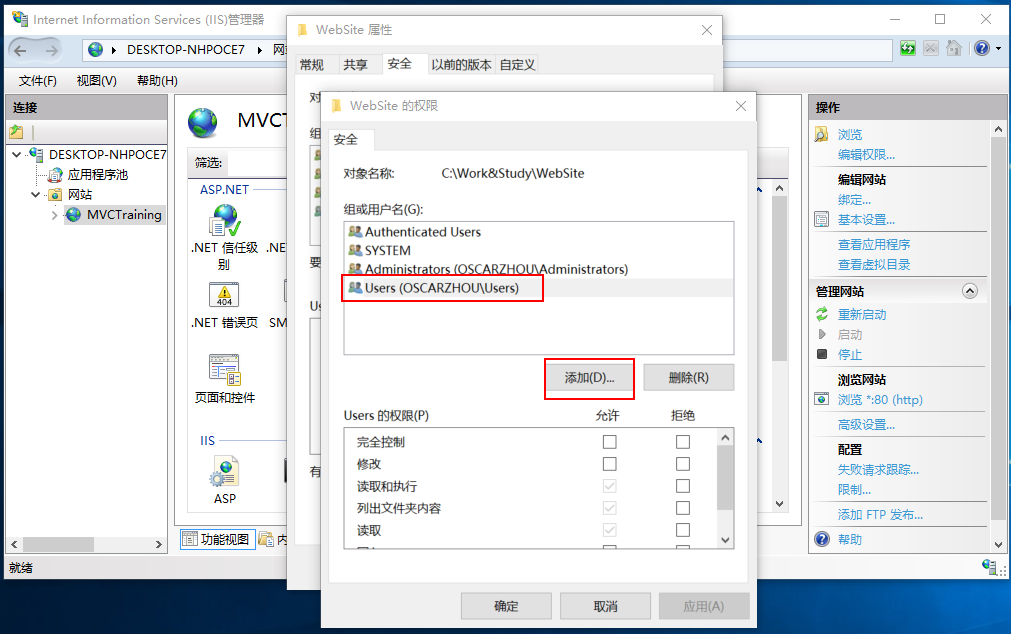 Internet Information Services (IIS)管理器
DESKTOP-NHPOCE7
文件(F) 视图(V) 帮助(H)
连接
DESKTOP-NHPOCE7
应用程序池
网站
MVCTraining
筛选:
ASP.NET
.NET 信任级别
.NE
.NET 错误页
SM
页面和控件
IIS
ASP
功能视图
就绪
WebSite 属性
常规 共享 安全 以前的版本 自定义
WebSite 的权限
安全
对象名称: C:\Work&Study\WebSite
组或用户名(G):
Authenticated Users
SYSTEM
Administrators (OSCARZHOU\Administrators)
Users (OSCARZHOU\Users)
添加(D)... 删除(R)
Users 的权限(P) 允许 拒绝
完全控制
修改
读取和执行
列出文件夹内容
读取
确定 取消 应用(A)
操作
浏览
编辑权限...
编辑网站
绑定...
基本设置...
查看应用程序
查看虚拟目录
管理网站
重新启动
启动
停止
浏览网站
浏览 *:80 (http)
高级设置...
配置
失败请求跟踪...
限制...
添加 FTP 发布...
帮助